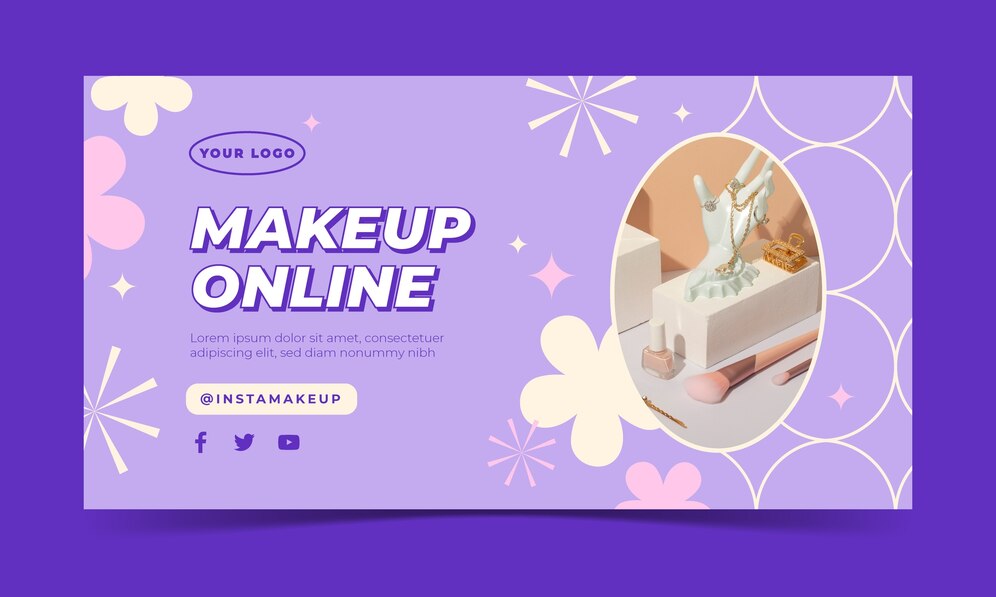 YOUR LOGO
MAKEUP
ONLINE
Lorem ipsum dolor sit amet, consectetuer
adipiscing elit, sed diam nonummy nibh
@INSTAMAKEUP